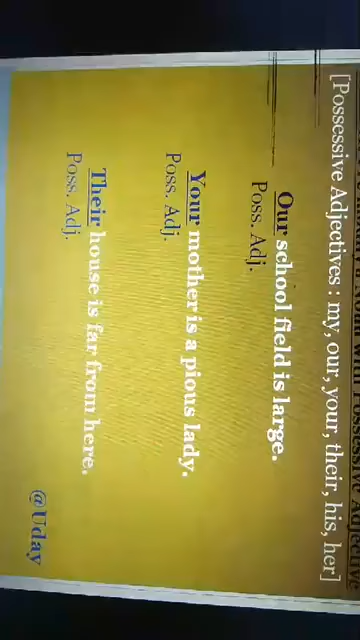 [Possessive Adjectives : my, our, your, their, his, her]
Our school field is large.
Poss. Adj.
Your mother is a pious lady.
Poss. Adj.
Their house is far from here.
Poss. Adj.
@Uday